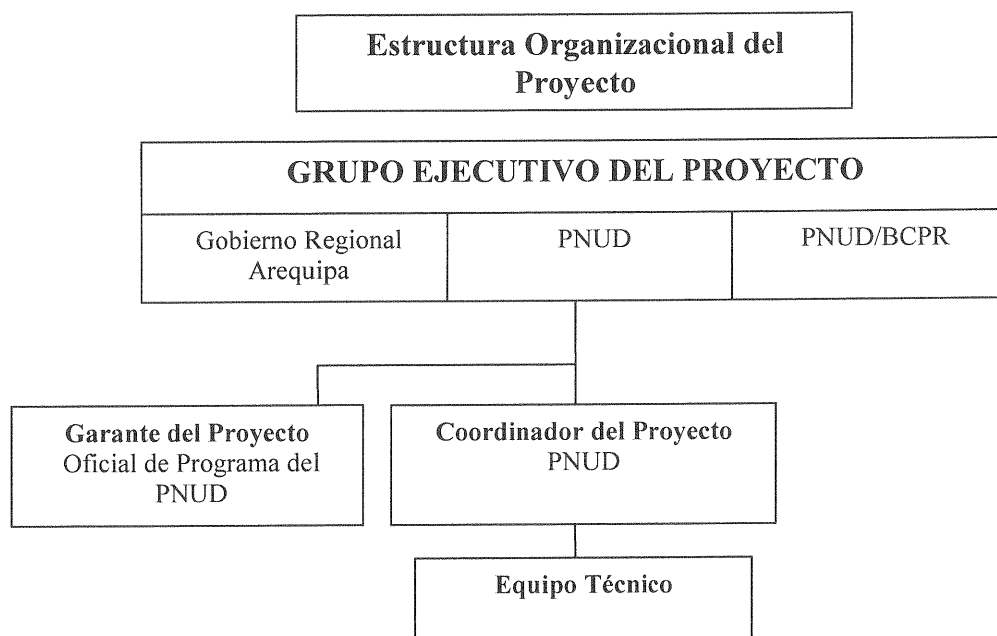 Estructura Organizacional del
Proyecto
GRUPO EJECUTIVO DEL PROYECTO
Gobierno Regional
Arequipa
PNUD
PNUD/BCPR
Garante del Proyecto
Oficial de Programa del
PNUD
Coordinador del Proyecto
PNUD
Equipo Técnico